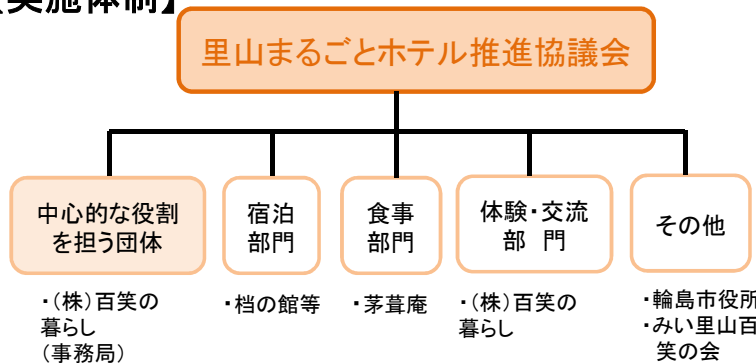 【実施体制】
里山まるごとホテル推進協議会
中心的な役割
を担う団体
宿泊
部門
食事
部門
体験・交流
部　門
その他
・(株)百笑の
暮らし
(事務局)
・档の館等
・茅葺庵
・(株)百笑の
暮らし
・輪島市役所
・みい里山百
笑の会